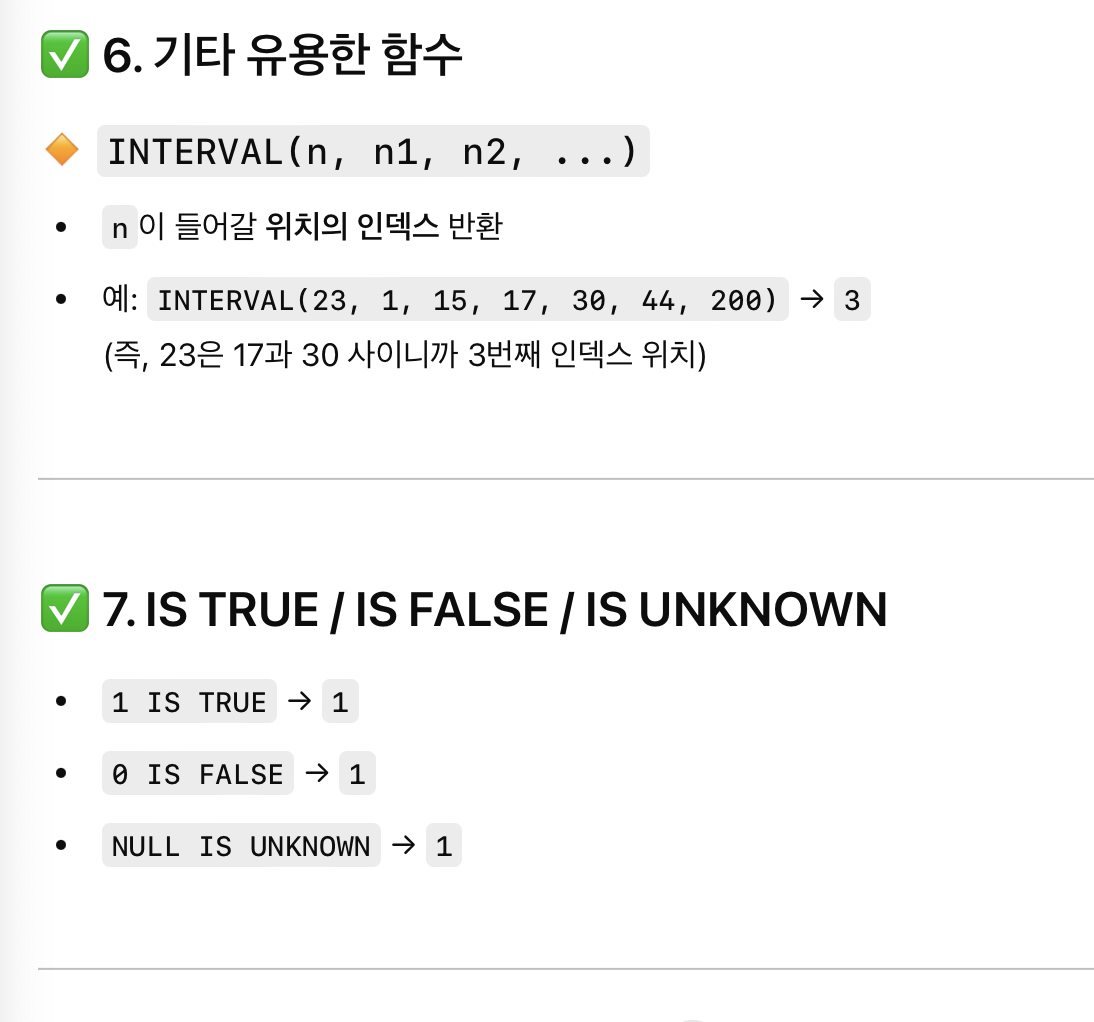 ✅ 6. 기타 유용한 함수
🔸 INTERVAL(n, n1, n2, ...)
• n이 들어갈 위치의 인덱스 반환
• 예: INTERVAL(23, 1, 15, 17, 30, 44, 200) → 3
(즉, 23은 17과 30 사이니까 3번째 인덱스 위치)
✅ 7. IS TRUE / IS FALSE / IS UNKNOWN
• 1 IS TRUE → 1
• 0 IS FALSE → 1
• NULL IS UNKNOWN → 1